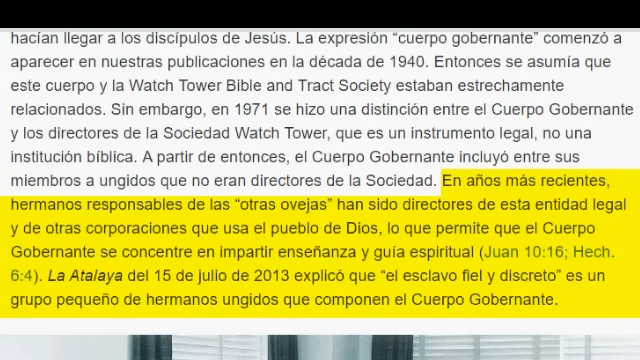 hacían llegar a los discípulos de Jesús. La expresión “cuerpo gobernante” comenzó a
aparecer en nuestras publicaciones en la década de 1940. Entonces se asumía que
este cuerpo y la Watch Tower Bible and Tract Society estaban estrechamente
relacionados. Sin embargo, en 1971 se hizo una distinción entre el Cuerpo Gobernante
y los directores de la Sociedad Watch Tower, que es un instrumento legal, no una
institución bíblica. A partir de entonces, el Cuerpo Gobernante incluyó entre sus
miembros a ungidos que no eran directores de la Sociedad. En años más recientes,
hermanos responsables de las “otras ovejas” han sido directores de esta entidad legal
y de otras corporaciones que usa el pueblo de Dios, lo que permite que el Cuerpo
Gobernante se concentre en impartir enseñanza y guía espiritual (Juan 10:16; Hech.
6:4). La Atalaya del 15 de julio de 2013 explicó que “el esclavo fiel y discreto” es un
grupo pequeño de hermanos ungidos que componen el Cuerpo Gobernante.